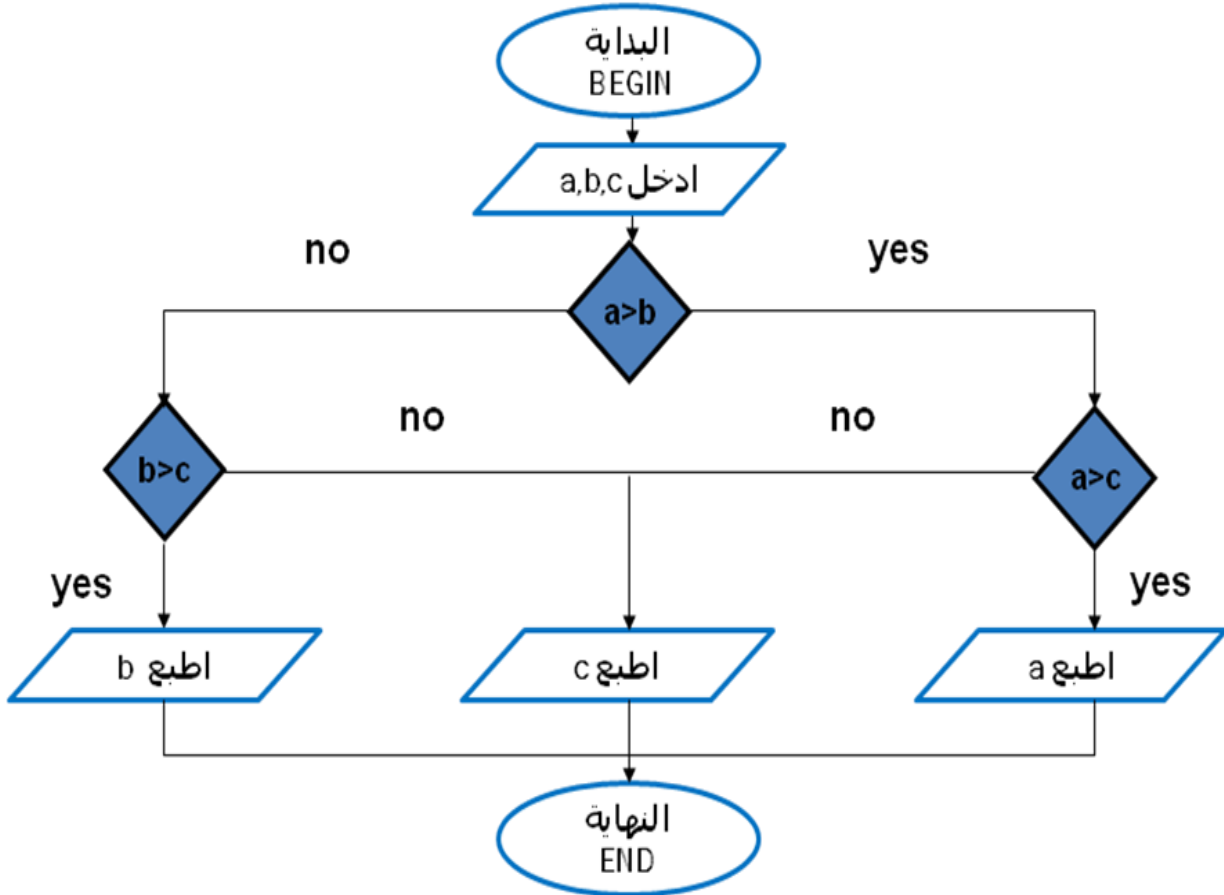 البداية
BEGIN
ادخل a,b,c
no
yes
a>b
no
no
b>c
a>c
yes
yes
اطبع b
اطبع c
اطبع a
النهاية
END